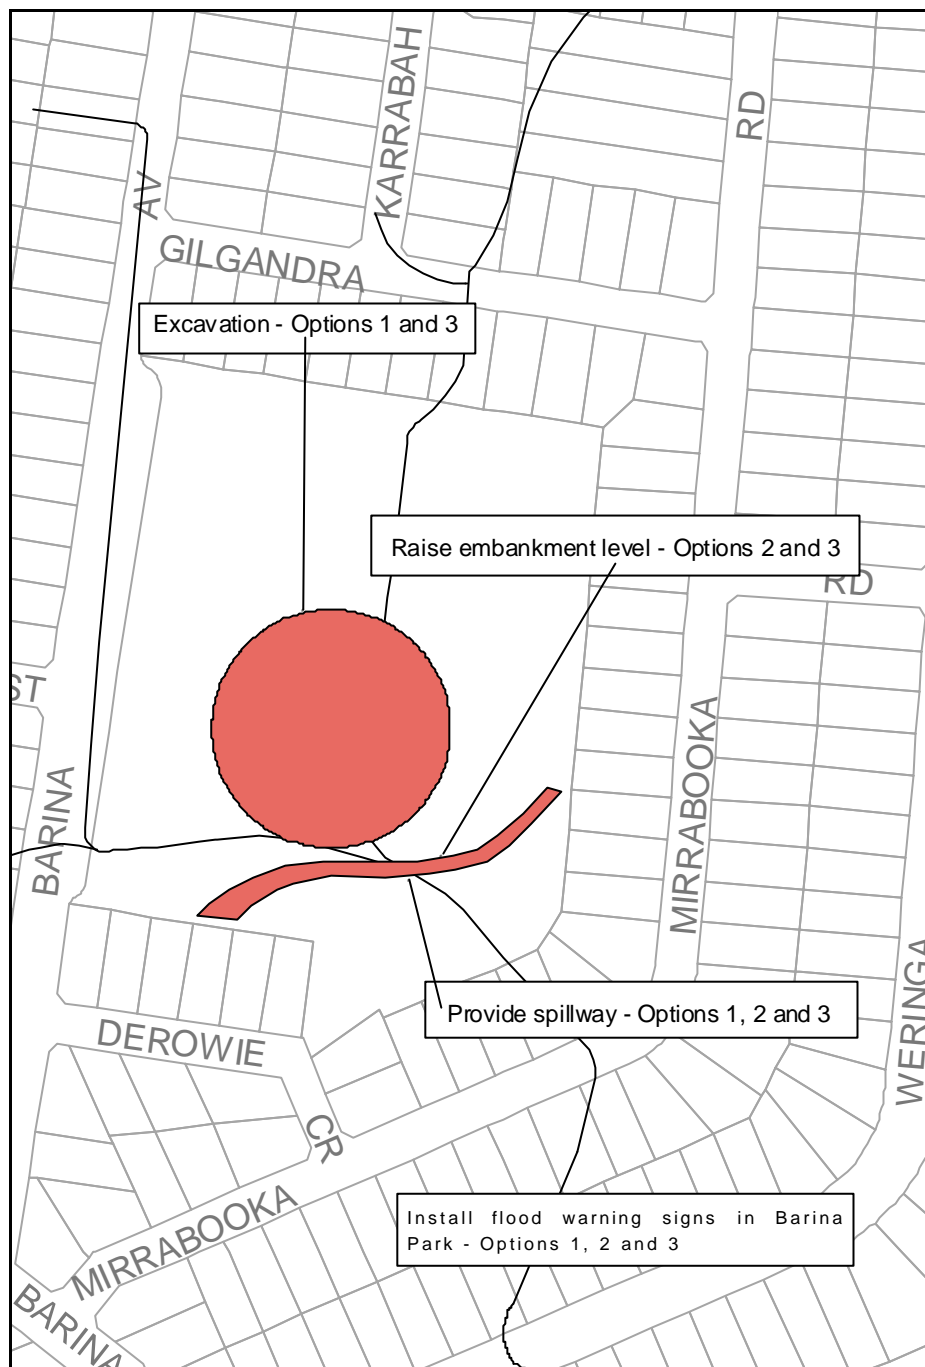 KARRABAH
RD
AV
GILGANDRA
Excavation - Options 1 and 3
Raise embankment level - Options 2 and 3
RD
ST
MIRRABOOKA
BARINA
WERINGA
Provide spillway - Options 1, 2 and 3
DEROWIE
CR
MIRRABOOKA
Install flood warning signs in Barina
Park - Options 1, 2 and 3
BARINA